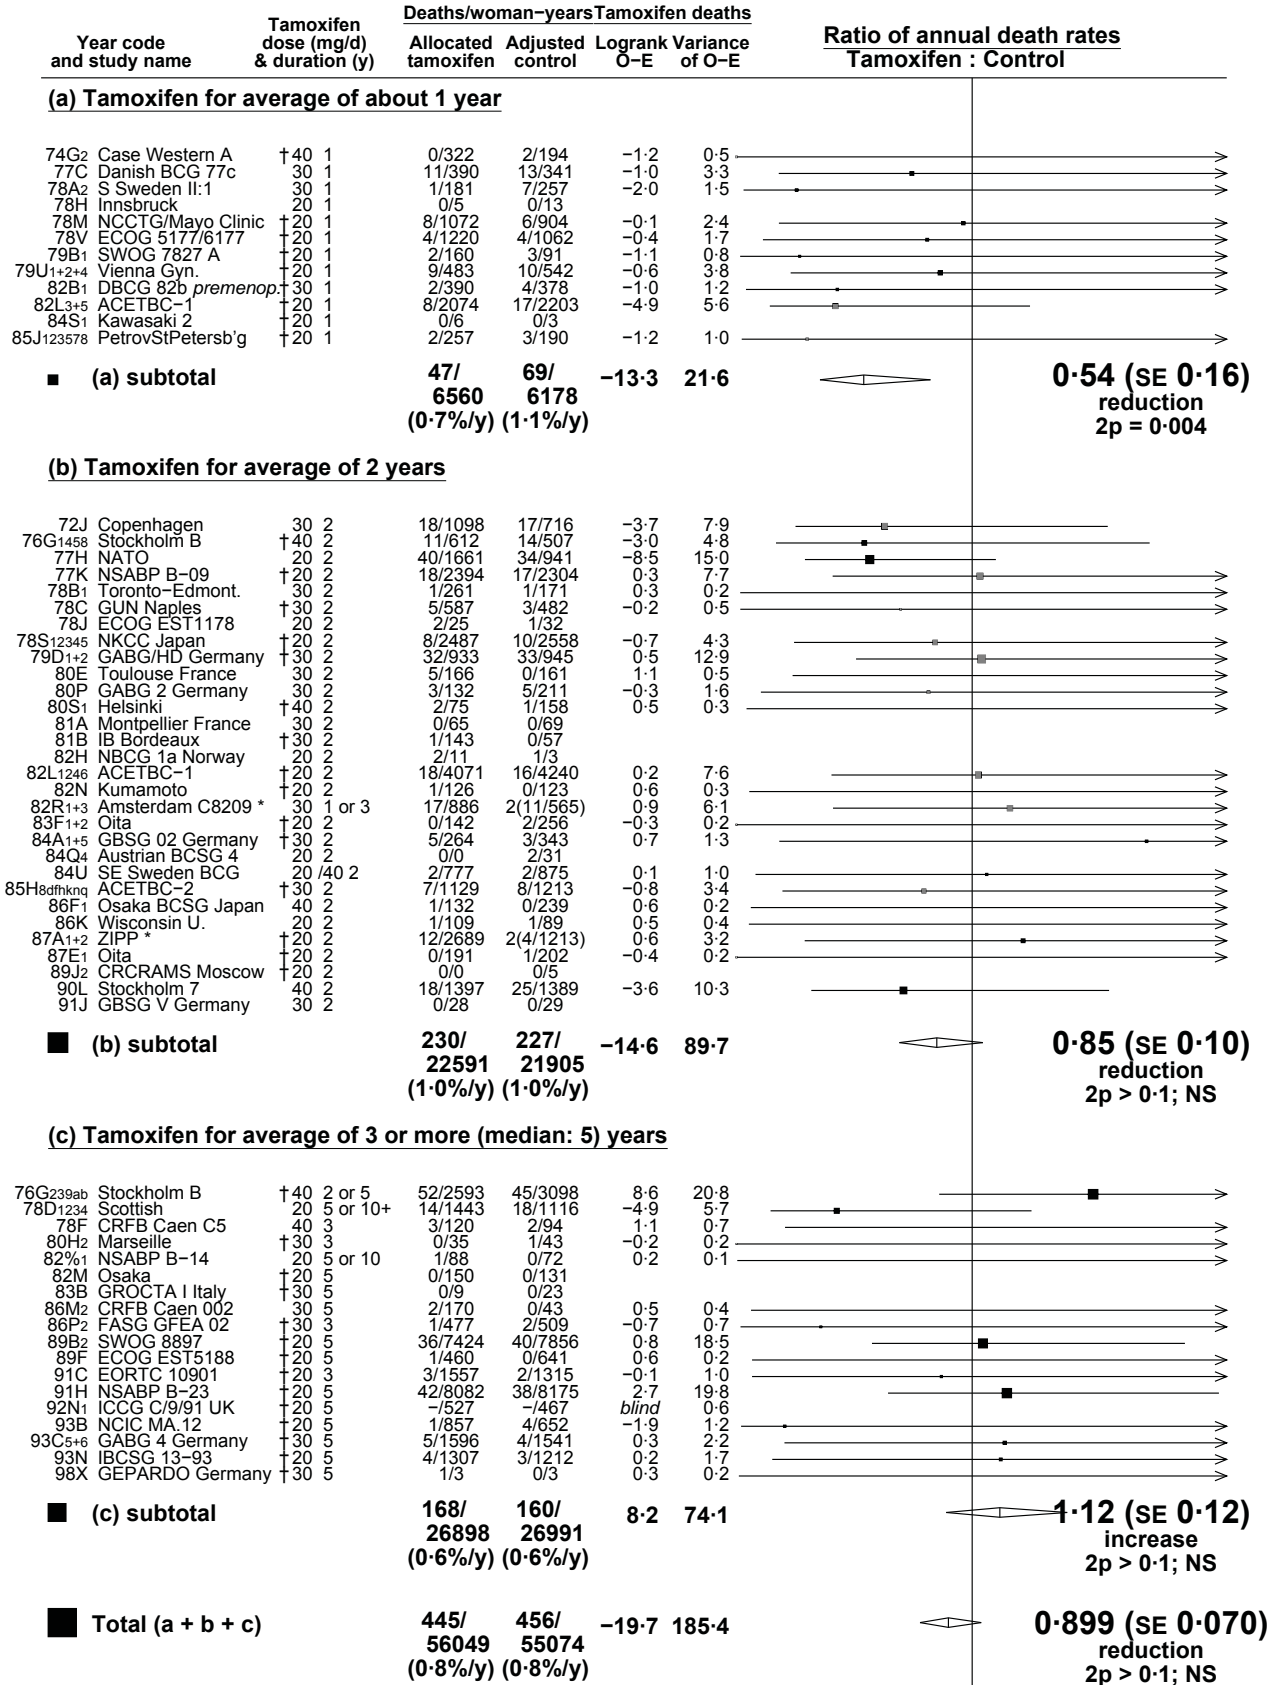 Deaths/woman−years Tamoxifen deaths
Year code and study name
Tamoxifen dose (mg/d) & duration (y)
Allocated tamoxifen
Adjusted control
Logrank O−E
Variance of O−E
Ratio of annual death rates
Tamoxifen : Control
(a) Tamoxifen for average of about 1 year
74G2 Case Western A †40 1 0/322 2/194 −1·2 0·5
77C Danish BCG 77c 30 1 11/390 13/341 −1·0 3·3
78A2 S Sweden II:1 30 1 1/181 7/257 −2·0 1·5
78H Innsbruck 20 1 0/5 0/13
78M NCCTG/Mayo Clinic †20 1 8/1072 6/904 −0·1 2·4
78V ECOG 5177/6177 †20 1 4/1220 4/1062 −0·4 1·7
79B1 SWOG 7827 A †20 1 2/160 3/91 −1·1 0·8
79U1+2+4 Vienna Gyn. †20 1 9/483 10/542 −0·6 3·8
82B1 DBCG 82b premenop. †30 1 2/390 4/378 −1·0 1·2
82L3+5 ACETBC−1 †20 1 8/2074 17/2203 −4·9 5·6
84S1 Kawasaki 2 †20 1 0/6 0/3
85J123578 PetrovStPetersb'g †20 1 2/257 3/190 −1·2 1·0
(a) subtotal 47/ 69/ −13·3 21·6 0·54 (SE 0·16)
6560 6178 reduction
(0·7%/y) (1·1%/y) 2p = 0·004
(b) Tamoxifen for average of 2 years
72J Copenhagen 30 2 18/1098 17/716 −3·7 7·9
76G1458 Stockholm B †40 2 11/612 14/507 −3·0 4·8
77H NATO 20 2 40/1661 34/941 −8·5 15·0
77K NSABP B−09 †20 2 18/2394 17/2304 0·3 7·7
78B1 Toronto−Edmont. 30 2 1/261 1/171 0·3 0·2
78C GUN Naples †30 2 5/587 3/482 −0·2 0·5
78J ECOG EST1178 20 2 2/25 1/32
78S12345 NKCC Japan †20 2 8/2487 10/2558 −0·7 4·3
79D1+2 GABG/HD Germany †30 2 32/933 33/945 0·5 12·9
80E Toulouse France 30 2 5/166 0/161 1·1 0·5
80P GABG 2 Germany 30 2 3/132 5/211 −0·3 1·6
80S1 Helsinki †40 2 2/75 1/158 0·5 0·3
81A Montpellier France 30 2 0/65 0/69
81B IB Bordeaux †30 2 1/143 0/57
82H NBCG 1a Norway 20 2 2/11 1/3
82L1246 ACETBC−1 †20 2 18/4071 16/4240 0·2 7·6
82N Kumamoto †20 2 1/126 0/123 0·6 0·3
82R1+3 Amsterdam C8209 * 30 1 or 3 17/886 2(11/565) 0·9 6·1
83F1+2 Oita †20 2 0/142 2/256 −0·3 0·2
84A1+5 GBSG 02 Germany †30 2 5/264 3/343 0·7 1·3
84Q4 Austrian BCSG 4 20 2 0/0 2/31
84U SE Sweden BCG 20 /40 2 2/777 2/875 0·1 1·0
85H8dfhknq ACETBC−2 †30 2 7/1129 8/1213 −0·8 3·4
86F1 Osaka BCSG Japan 40 2 1/132 0/239 0·6 0·2
86K Wisconsin U. 20 2 1/109 1/89 0·5 0·4
87A1+2 ZIPP * †20 2 12/2689 2(4/1213) 0·6 3·2
87E1 Oita †20 2 0/191 1/202 −0·4 0·2
89J2 CRCRAMS Moscow †20 2 0/0 0/5
90L Stockholm 7 40 2 18/1397 25/1389 −3·6 10·3
91J GBSG V Germany 30 2 0/28 0/29
(b) subtotal 230/ 227/ −14·6 89·7 0·85 (SE 0·10)
22591 21905 reduction
(1·0%/y) (1·0%/y) 2p > 0·1; NS
(c) Tamoxifen for average of 3 or more (median: 5) years
76G239ab Stockholm B †40 2 or 5 52/2593 45/3098 8·6 20·8
78D1234 Scottish 20 5 or 10+ 14/1443 18/1116 −4·9 5·7
78F CRFB Caen C5 40 3 3/120 2/94 1·1 0·7
80H2 Marseille †30 3 0/35 1/43 −0·2 0·2
82%1 NSABP B−14 20 5 or 10 1/88 0/72 0·2 0·1
82M Osaka †20 5 0/150 0/131
83B GROCTA I Italy †30 5 0/9 0/23
86M2 CRFB Caen 002 30 5 2/170 0/43 0·5 0·4
86P2 FASG GFEA 02 †30 3 1/477 2/509 −0·7 0·7
89B2 SWOG 8897 †20 5 36/7424 40/7856 0·8 18·5
89F ECOG EST5188 †20 5 1/460 0/641 0·6 0·2
91C EORTC 10901 †20 3 3/1557 2/1315 −0·1 1·0
91H NSABP B−23 †20 5 42/8082 38/8175 2·7 19·8
92N1 ICCG C/9/91 UK †20 5 −/527 −/467 blind 0·6
93B NCIC MA.12 †20 5 1/857 4/652 −1·9 1·2
93C5+6 GABG 4 Germany †30 5 5/1596 4/1541 0·3 2·2
93N IBCSG 13−93 †20 5 4/1307 3/1212 0·2 1·7
98X GEPARDO Germany †30 5 1/3 0/3 0·3 0·2
(c) subtotal 168/ 160/ 8·2 74·1 1·12 (SE 0·12)
26898 26991 increase
(0·6%/y) (0·6%/y) 2p > 0·1; NS
Total (a + b + c) 445/ 456/ −19·7 185·4 0·899 (SE 0·070)
56049 55074 reduction
(0·8%/y) (0·8%/y) 2p > 0·1; NS